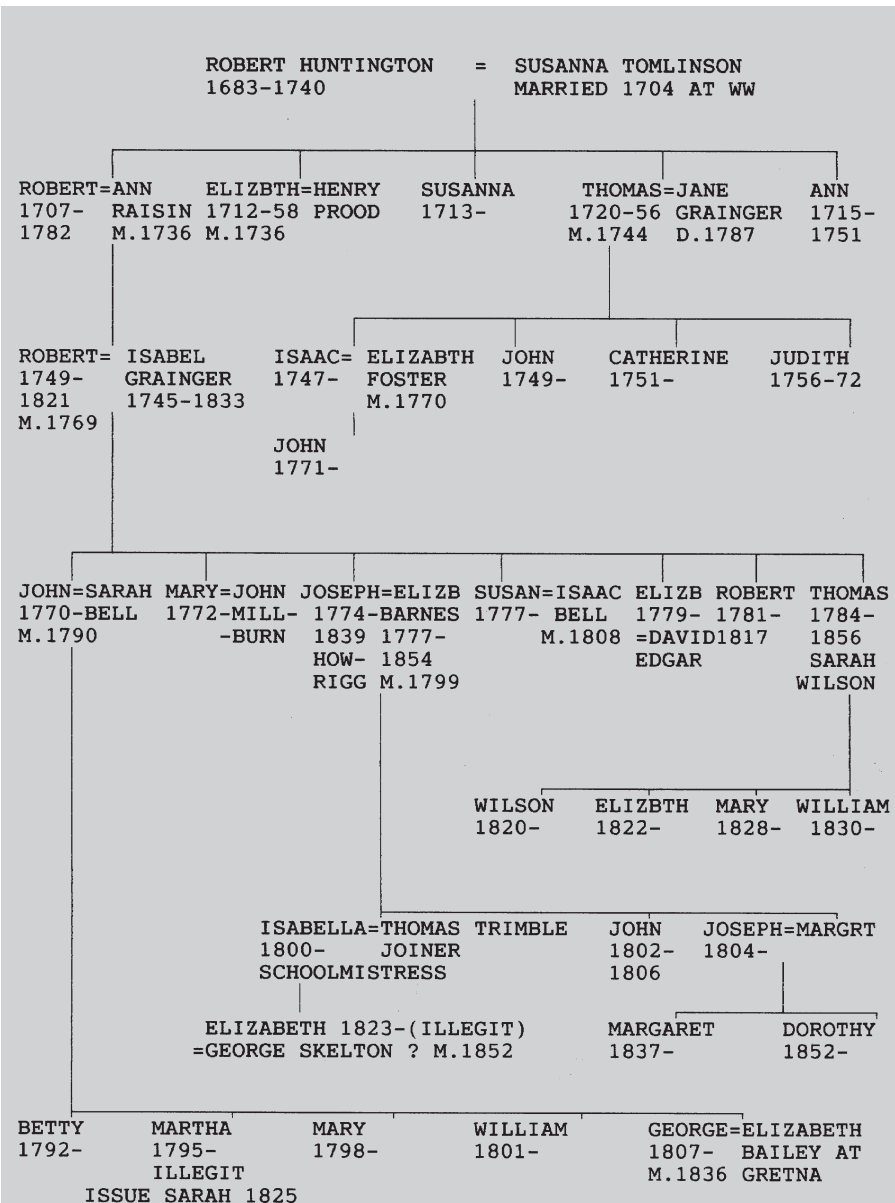 ROBERT HUNTINGTON = SUSANNA TOMLINSON
1683-1740 MARRIED 1704 AT WW
ROBERT=ANN ELIZBTH=HENRY SUSANNA THOMAS=JANE ANN
1707- RAISIN 1712-58 PROOD 1713- 1720-56 GRAINGER 1715-
1782 M.1736 M.1736 M.1744 D.1787 1751
ROBERT= ISABEL ISAAC= ELIZABTH JOHN CATHERINE JUDITH
1749- GRAINGER 1747- FOSTER 1749- 1751- 1756-72
1821 1745-1833 M.1770
M.1769
JOHN
1771-
JOHN=SARAH MARY=JOHN JOSEPH=ELIZB SUSAN=ISAAC ELIZB ROBERT THOMAS
1770-BELL 1772-MILL- 1774-BARNES 1777- BELL 1779- 1781- 1784-
M.1790 -BURN 1839 1777- M.1808 =DAVID1817 1856
HOW- 1854 EDGAR SARAH
RIGG M.1799 WILSON
WILSON ELIZBTH MARY WILLIAM
1820- 1822- 1828- 1830-
ISABELLA=THOMAS TRIMBLE JOHN JOSEPH=MARGRT
1800- JOINER 1802- 1804-
SCHOOLMISTRESS 1806
ELIZABETH 1823-(ILLEGIT) MARGARET DOROTHY
=GEORGE SKELTON ? M.1852 1837- 1852-
BETTY MARTHA MARY WILLIAM GEORGE=ELIZABETH
1792- 1795- 1798- 1801- 1807- BAILEY AT
ILLEGIT M.1836 GRETNA
ISSUE SARAH 1825